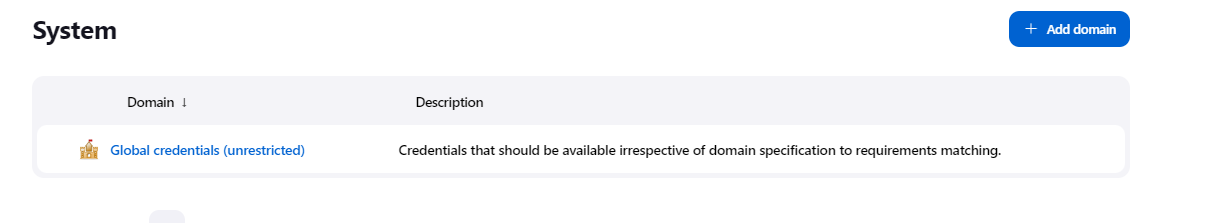 System
+ Add domain
Domain ↓ Description
Global credentials (unrestricted) Credentials that should be available irrespective of domain specification to requirements matching.